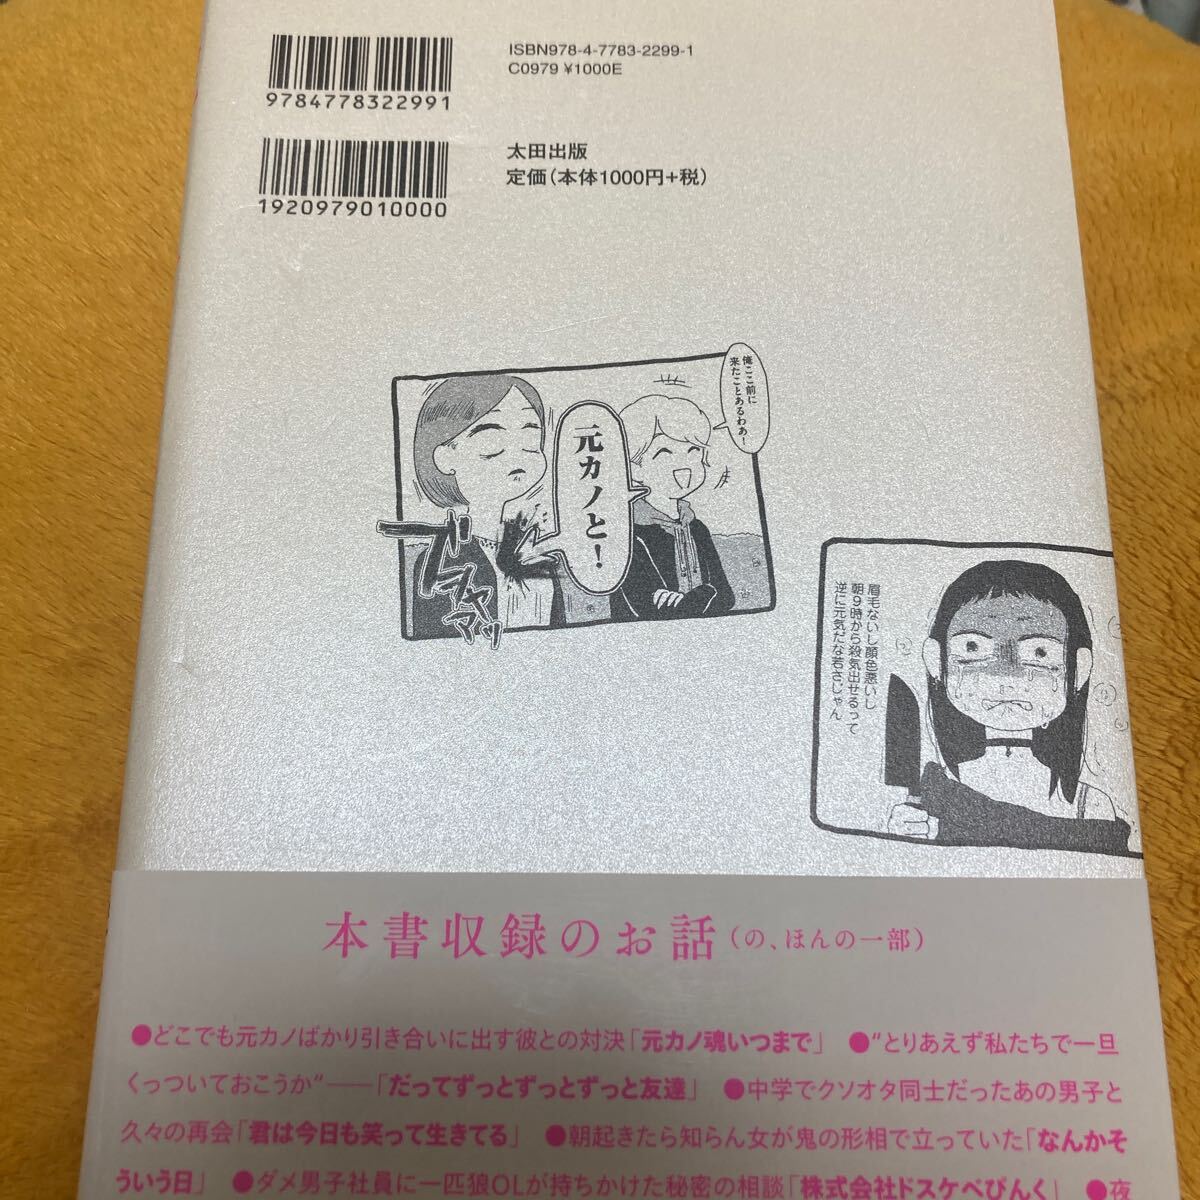 ISBN978-4-7783-2299-1
C0979 ¥1000E
9784778322991
太田出版
定価（本体1000円+税）
1920979010000
俺ここ前に
来たことあるわあ！
元カノと！
ズシャァァッ
眉毛ないし顔色悪いし
朝9時から殺気出せるって
逆に元気だな若さじゃん
本書収録のお話（の、ほんの一部）
●どこでも元カノばかり引き合いに出す彼との対決「元カノ魂いつまで」 ●“とりあえず私たちで一旦
くっついておこうか”――「だってずっとずっとずっと友達」 ●中学でクソオタ同士だったあの男子と
久々の再会「君は今日も笑って生きてる」 ●朝起きたら知らん女が鬼の形相で立っていた「なんかそ
ういう日」 ●ダメ男子社員に一匹狼OLが持ちかけた秘密の相談「株式会社ドスケベびんく」 ●夜